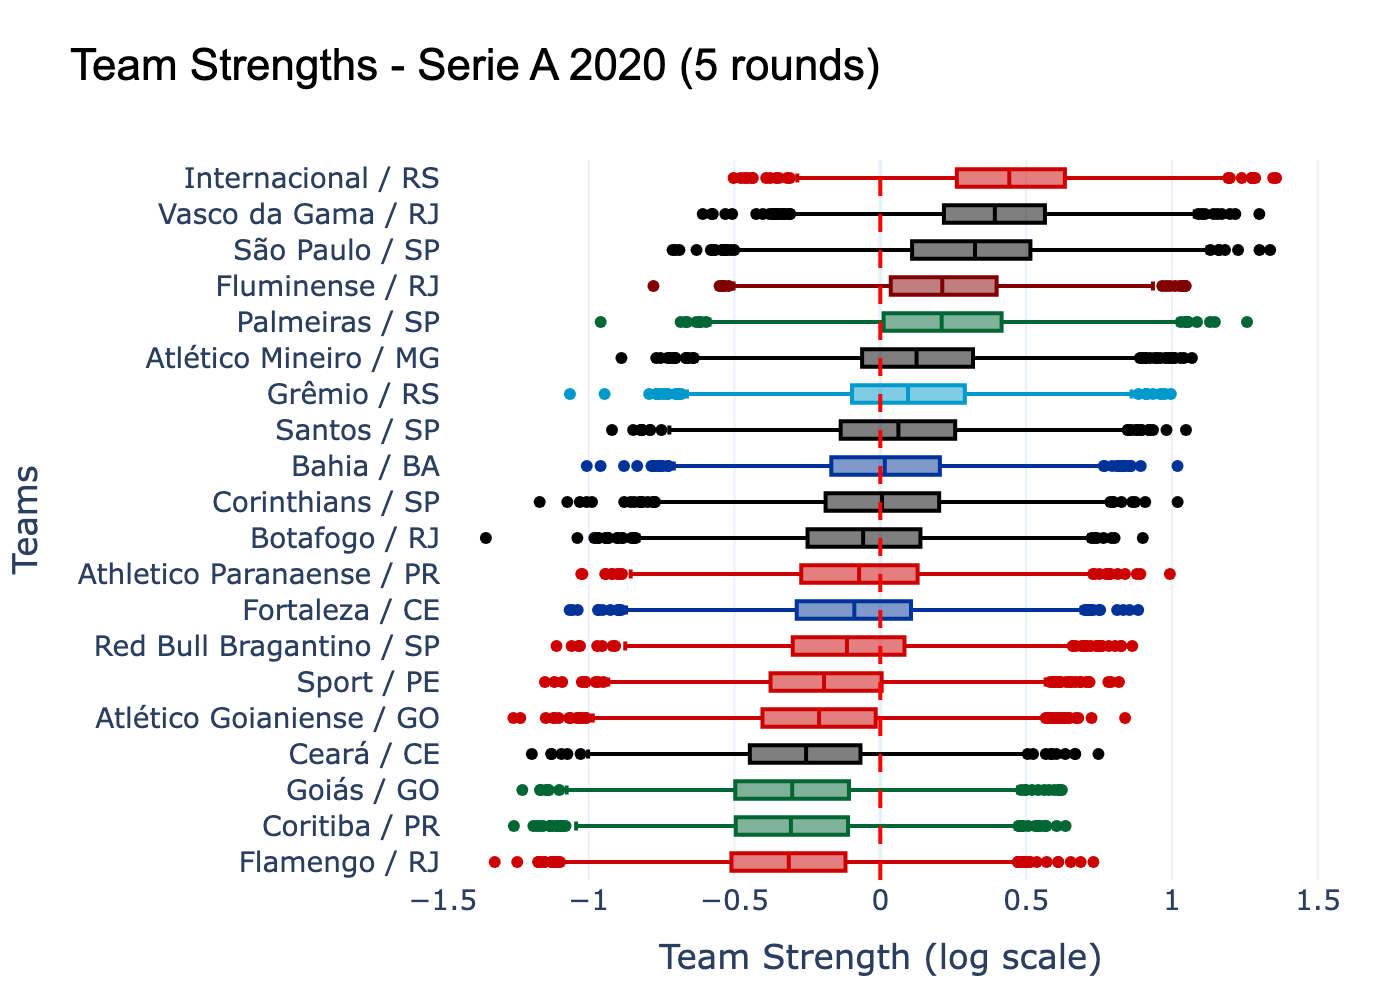 Team Strengths - Serie A 2020 (5 rounds)
Teams
Internacional / RS
Vasco da Gama / RJ
São Paulo / SP
Fluminense / RJ
Palmeiras / SP
Atlético Mineiro / MG
Grêmio / RS
Santos / SP
Bahia / BA
Corinthians / SP
Botafogo / RJ
Athletico Paranaense / PR
Fortaleza / CE
Red Bull Bragantino / SP
Sport / PE
Atlético Goianiense / GO
Ceará / CE
Goiás / GO
Coritiba / PR
Flamengo / RJ
−1.5 −1 −0.5 0 0.5 1 1.5
Team Strength (log scale)